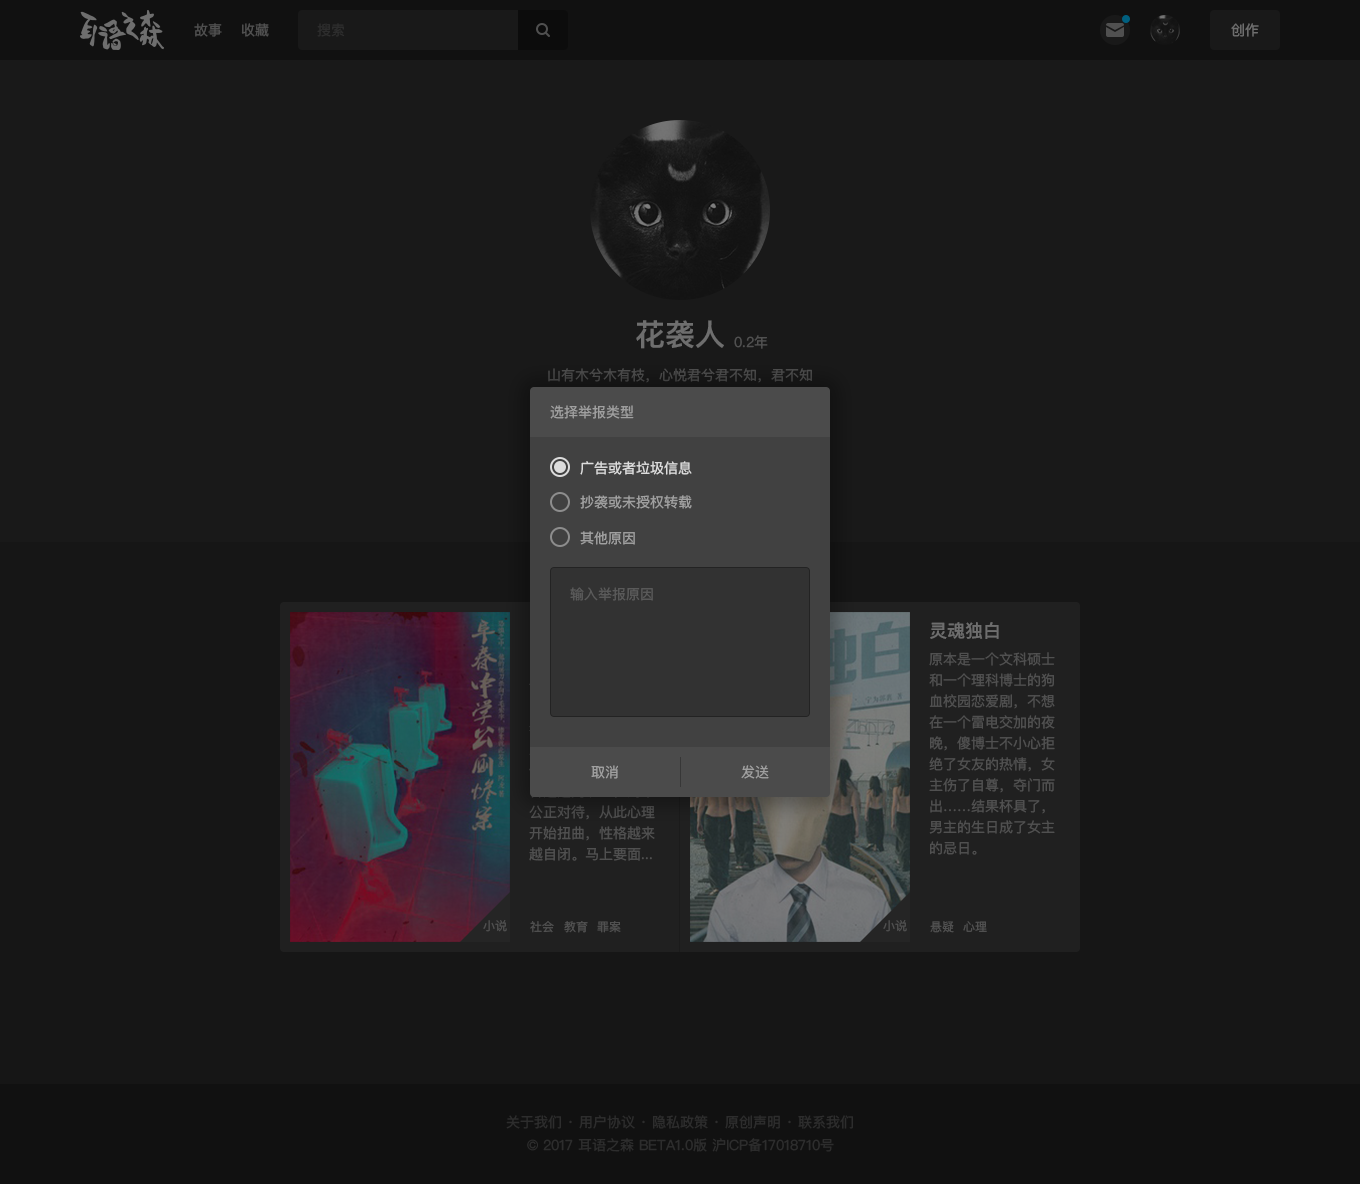 耳语之森
故事 收藏
搜索
创作
花袭人 0.2年
山有木兮木有枝，心悦君兮君不知，君不知
选择举报类型
广告或者垃圾信息
抄袭或未授权转载
其他原因
输入举报原因
取消 发送
早春中学公厕惨案
小说
公正对待，从此心理
开始扭曲，性格越来
越自闭。马上要面...
社会 教育 罪案
独白
小说
灵魂独白
原本是一个文科硕士
和一个理科博士的狗
血校园恋爱剧，不想
在一个雷电交加的夜
晚，傻博士不小心拒
绝了女友的热情，女
主伤了自尊，夺门而
出……结果杯具了，
男主的生日成了女主
的忌日。
悬疑 心理
关于我们 · 用户协议 · 隐私政策 · 原创声明 · 联系我们
© 2017 耳语之森 BETA1.0版 沪ICP备17018710号